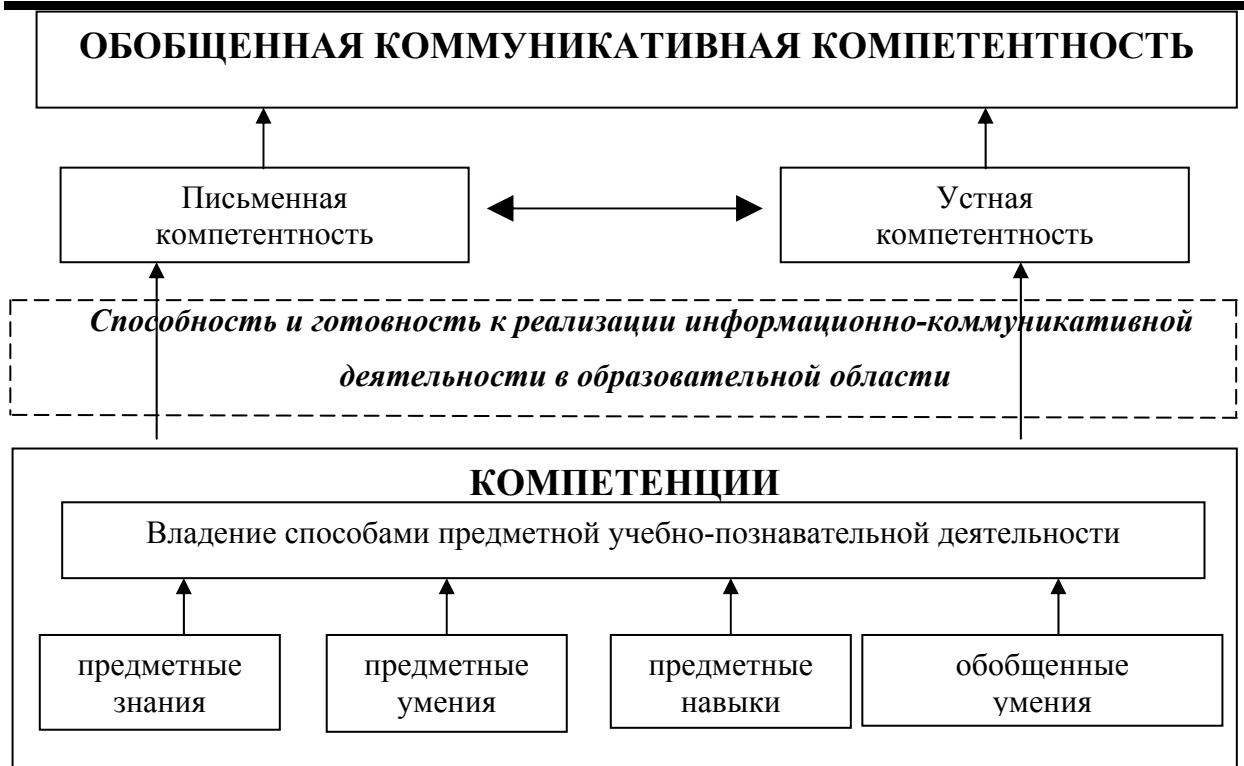 ОБОБЩЕННАЯ КОММУНИКАТИВНАЯ КОМПЕТЕНТНОСТЬ
Письменная
компетентность
Устная
компетентность
Способность и готовность к реализации информационно-коммуникативной
деятельности в образовательной области
КОМПЕТЕНЦИИ
Владение способами предметной учебно-познавательной деятельности
предметные
знания
предметные
умения
предметные
навыки
обобщенные
умения